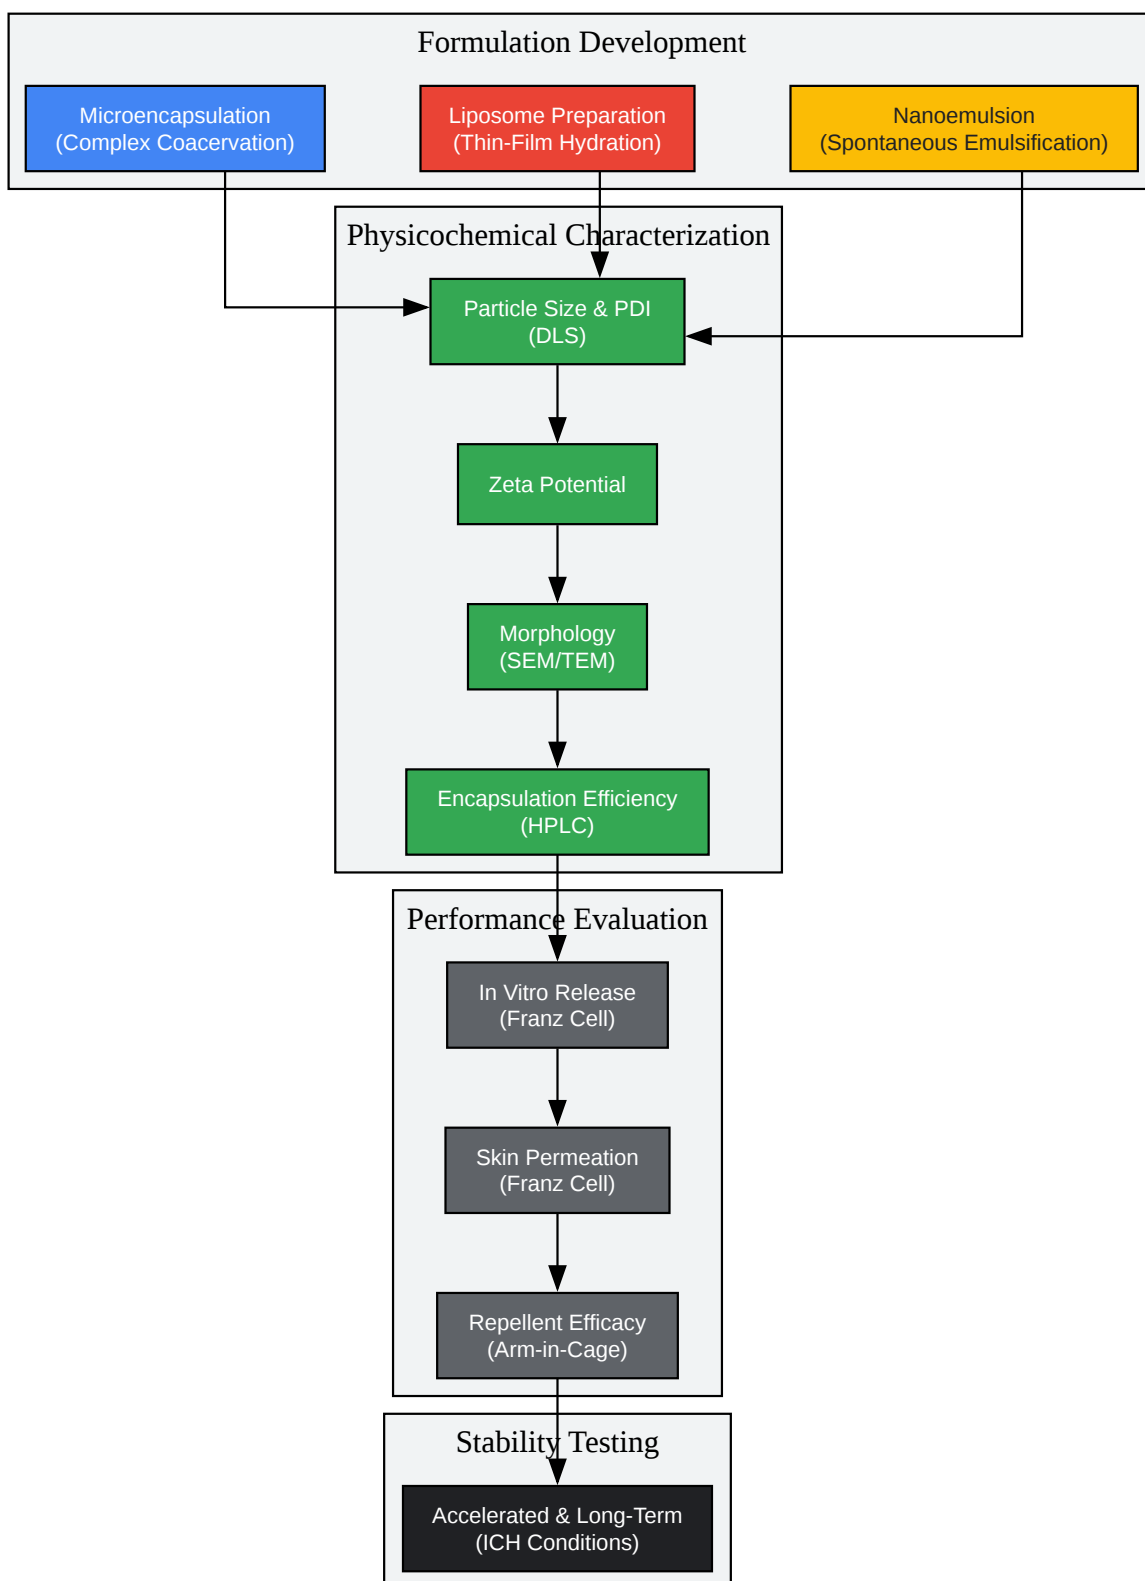 Formulation Development
Microencapsulation
(Complex Coacervation)
Liposome Preparation
(Thin-Film Hydration)
Nanoemulsion
(Spontaneous Emulsification)
Physicochemical Characterization
Particle Size & PDI
(DLS)
Zeta Potential
Morphology
(SEM/TEM)
Encapsulation Efficiency
(HPLC)
Performance Evaluation
In Vitro Release
(Franz Cell)
Skin Permeation
(Franz Cell)
Repellent Efficacy
(Arm-in-Cage)
Stability Testing
Accelerated & Long-Term
(ICH Conditions)